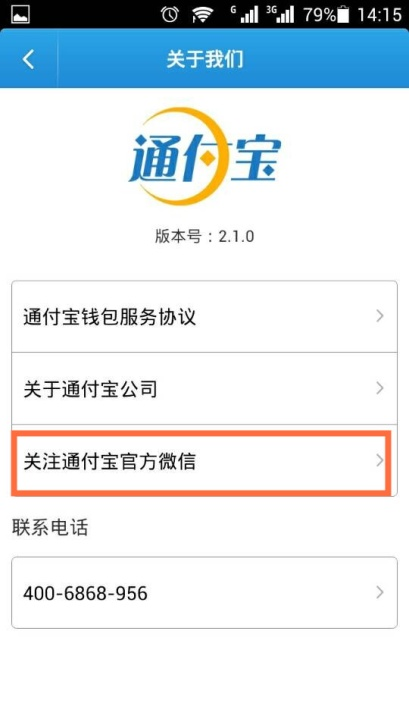 G 3G 79% 14:15
关于我们
通付宝
版本号：2.1.0
通付宝钱包服务协议
关于通付宝公司
关注通付宝官方微信
联系电话
400-6868-956